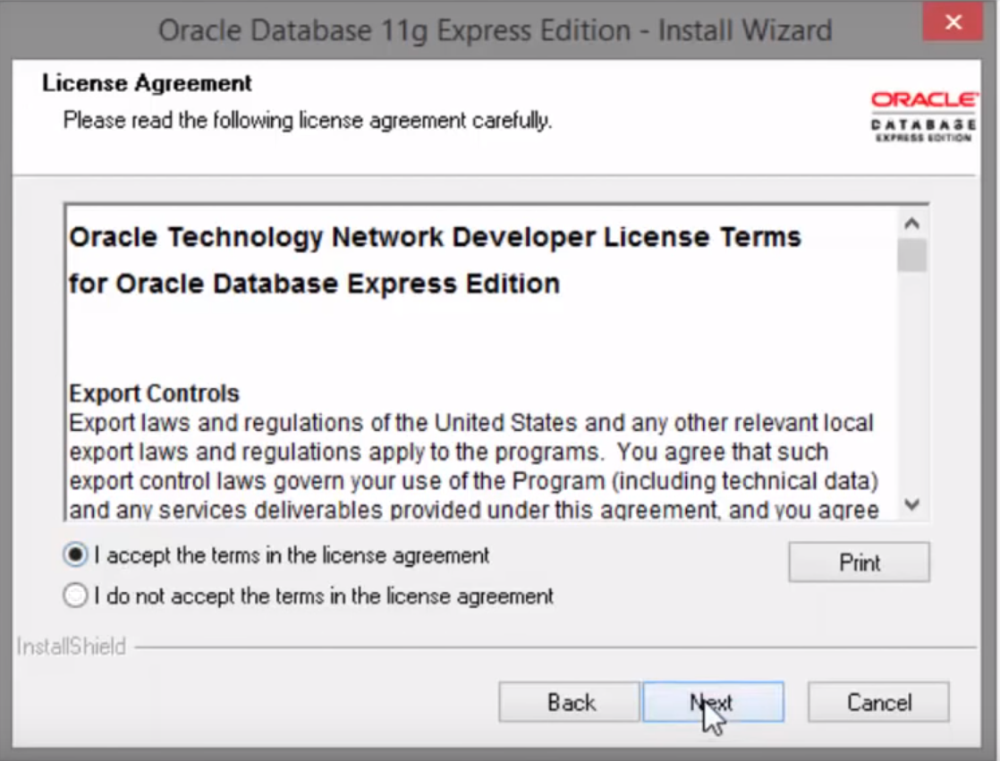 Oracle Database 11g Express Edition - Install Wizard
License Agreement
Please read the following license agreement carefully.
ORACLE
DATABASE
EXPRESS EDITION
Oracle Technology Network Developer License Terms
for Oracle Database Express Edition
Export Controls
Export laws and regulations of the United States and any other relevant local
export laws and regulations apply to the programs.  You agree that such
export control laws govern your use of the Program (including technical data)
and any services deliverables provided under this agreement, and you agree
I accept the terms in the license agreement
Print
I do not accept the terms in the license agreement
InstallShield
Back
Next
Cancel